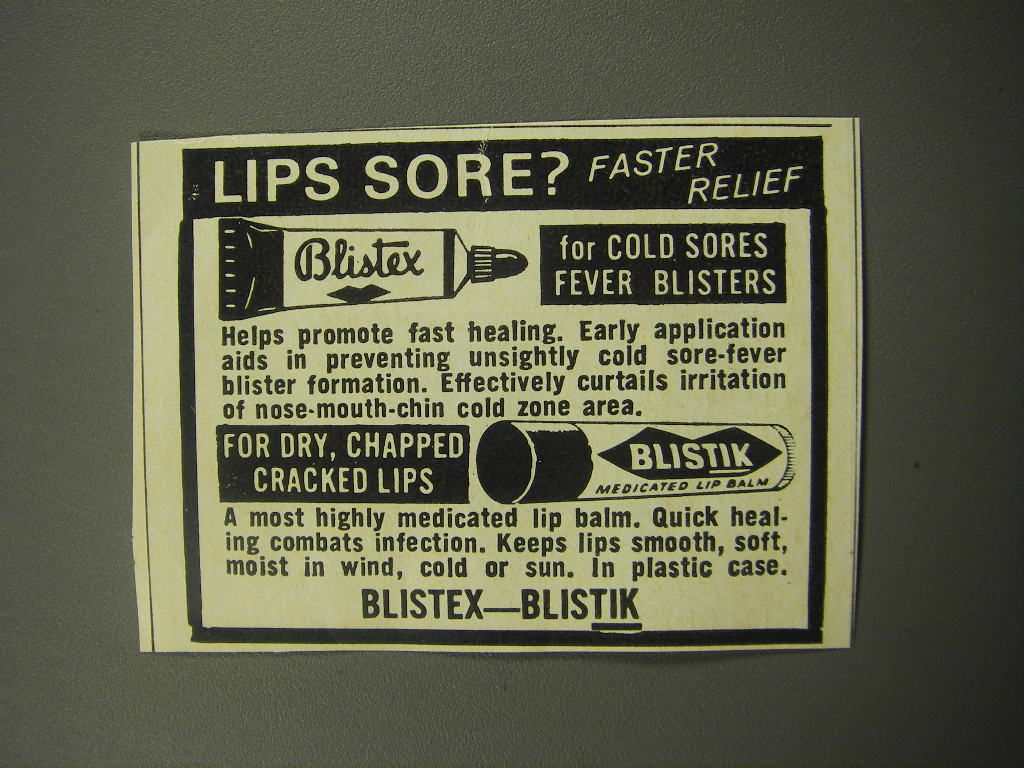 LIPS SORE? FASTER RELIEF
Blistex
for COLD SORES
FEVER BLISTERS
Helps promote fast healing. Early application
aids in preventing unsightly cold sore-fever
blister formation. Effectively curtails irritation
of nose-mouth-chin cold zone area.
FOR DRY, CHAPPED
CRACKED LIPS
BLISTIK
MEDICATED LIP BALM
A most highly medicated lip balm. Quick heal-
ing combats infection. Keeps lips smooth, soft,
moist in wind, cold or sun. In plastic case.
BLISTEX—BLISTIK